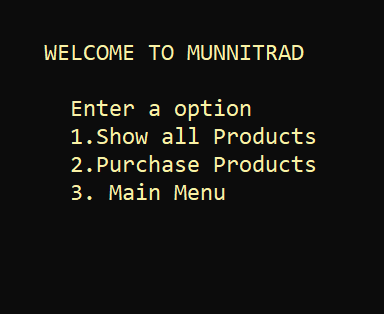 WELCOME TO MUNNITRAD
Enter a option
1.Show all Products
2.Purchase Products
3. Main Menu